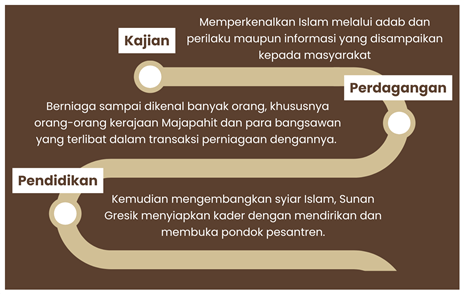 Kajian
Memperkenalkan Islam melalui adab dan
perilaku maupun informasi yang disampaikan
kepada masyarakat
Perdagangan
Berniaga sampai dikenal banyak orang, khususnya
orang-orang kerajaan Majapahit dan para bangsawan
yang terlibat dalam transaksi perniagaan dengannya.
Pendidikan
Kemudian mengembangkan syiar Islam, Sunan
Gresik menyiapkan kader dengan mendirikan dan
membuka pondok pesantren.